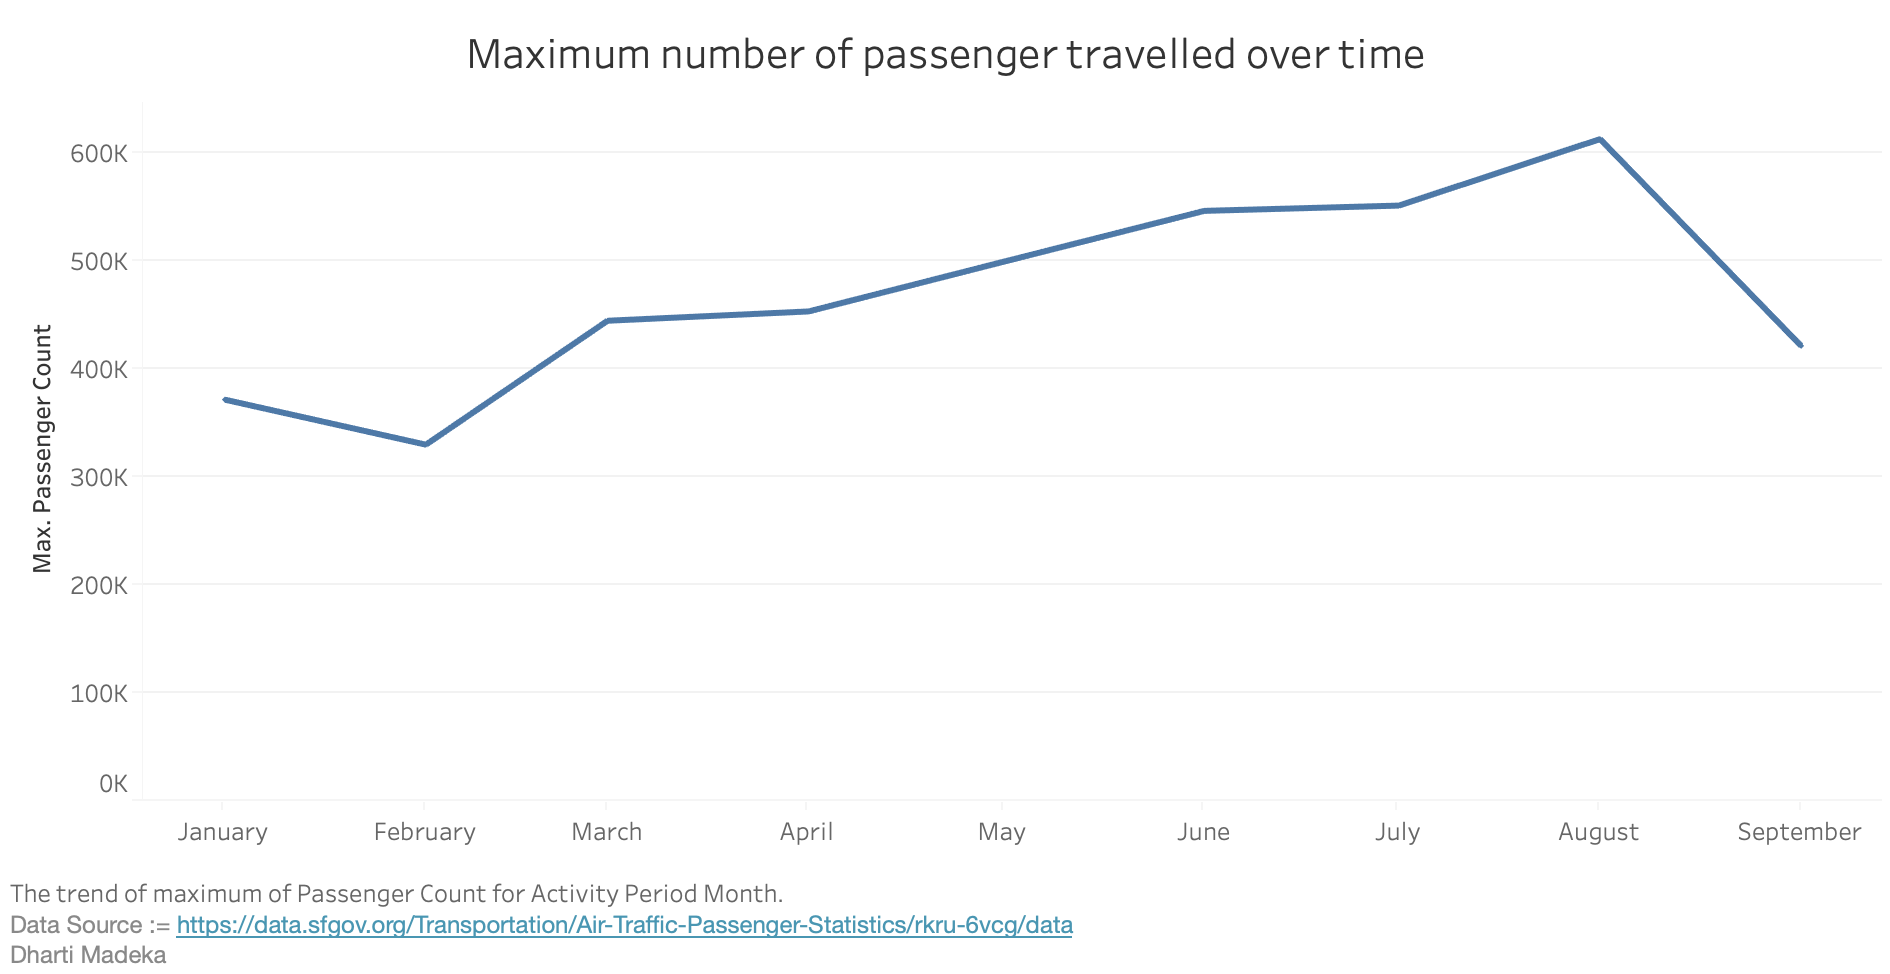 Maximum number of passenger travelled over time
Max. Passenger Count
600K
500K
400K
300K
200K
100K
0K
January February March April May June July August September
The trend of maximum of Passenger Count for Activity Period Month.
Data Source := https://data.sfgov.org/Transportation/Air-Traffic-Passenger-Statistics/rkru-6vcg/data
Dharti Madeka